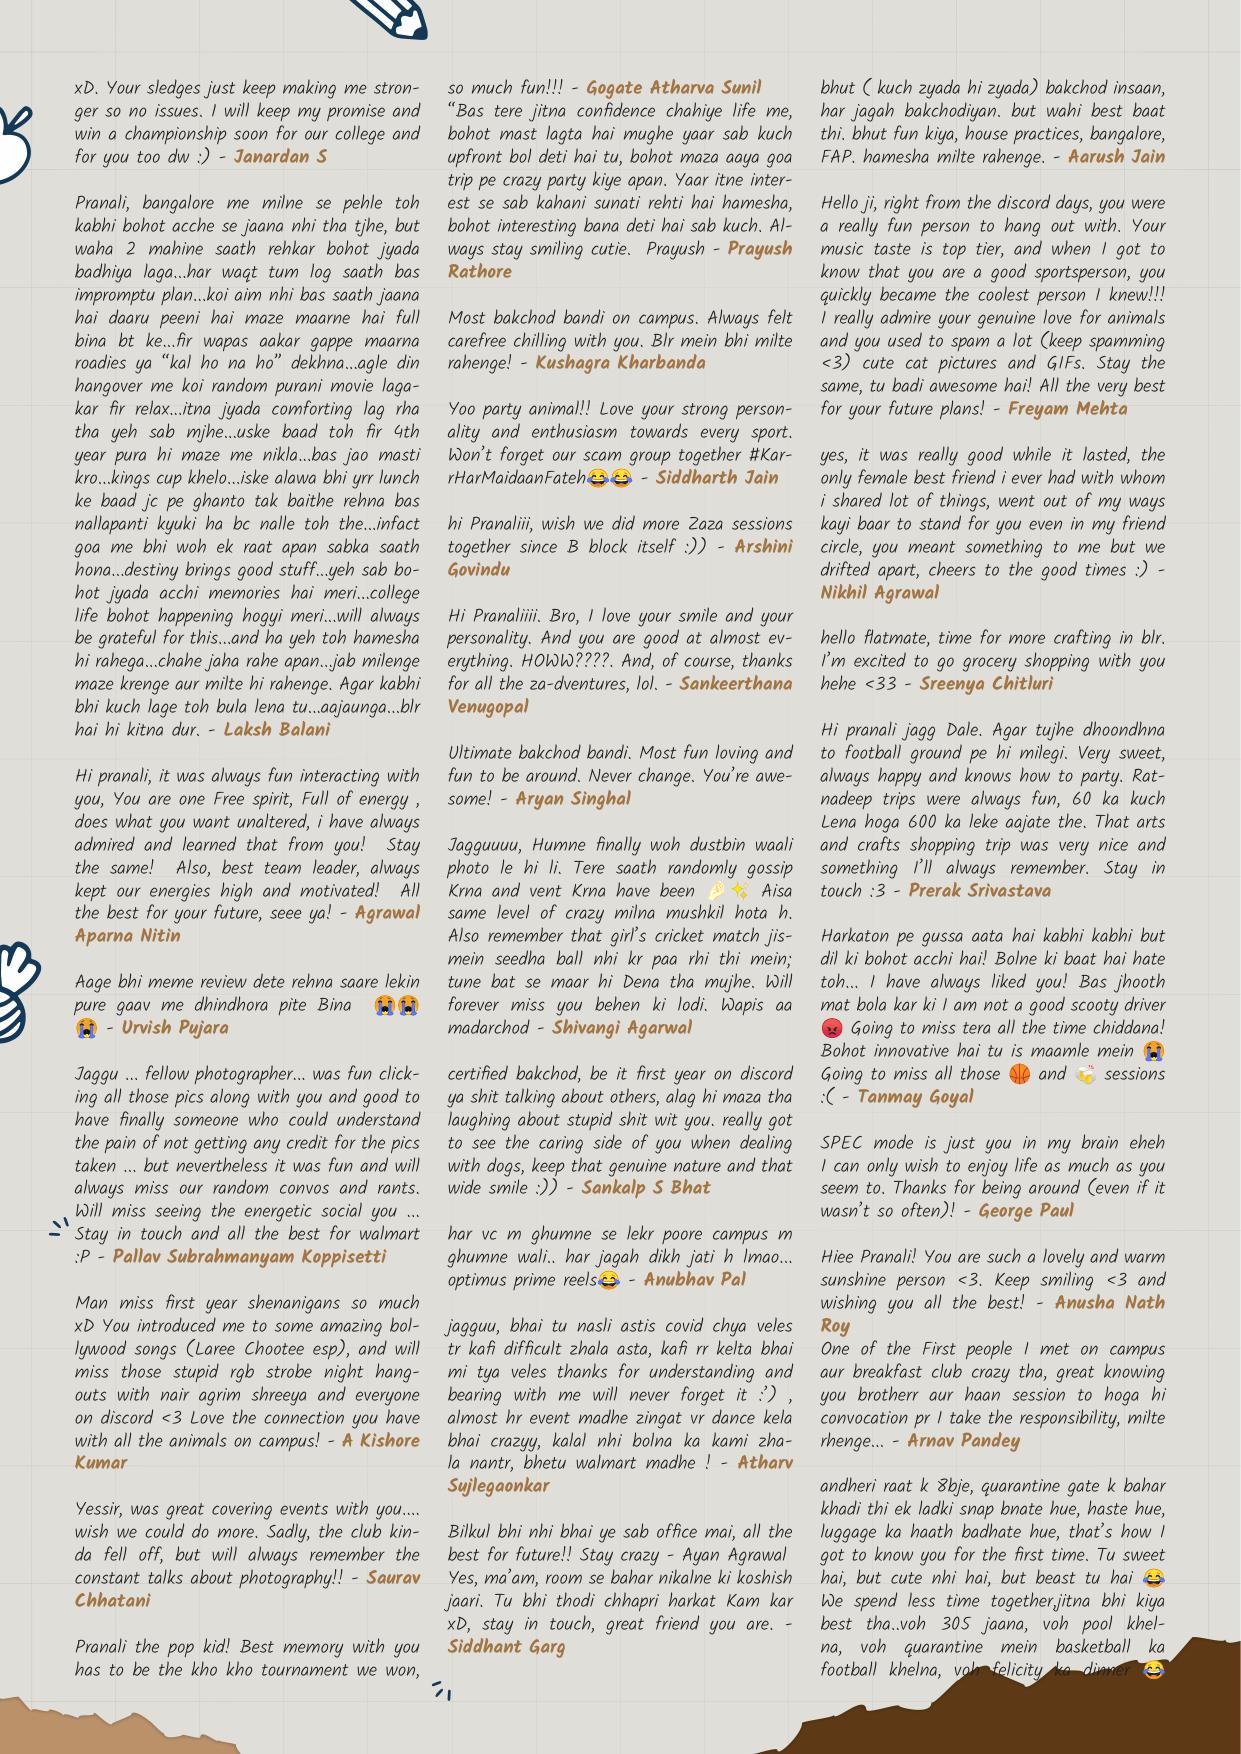 xD. Your sledges just keep making me stron-
ger so no issues. I will keep my promise and
win a championship soon for our college and
for you too dw :) - Janardan S
Pranali, bangalore me milne se pehle toh
kabhi bohot acche se jaana nhi tha tjhe, but
waha 2 mahine saath rehkar bohot jyada
badhiya laga...har waqt tum log saath bas
impromptu plan...koi aim nhi bas saath jaana
hai daaru peeni hai maze maarne hai full
bina bt ke...fir wapas aakar gappe maarna
roadies ya “kal ho na ho” dekhna...agle din
hangover me koi random purani movie laga-
kar fir relax...itna jyada comforting lag rha
tha yeh sab mjhe...uske baad toh fir 4th
year pura hi maze me nikla...bas jao masti
kro...kings cup khelo...iske alawa bhi yrr lunch
ke baad jc pe ghanto tak baithe rehna bas
nallapanti kyuki ha bc nalle toh the...infact
goa me bhi woh ek raat apan sabka saath
hona...destiny brings good stuff...yeh sab bo-
hot jyada acchi memories hai meri...college
life bohot happening hogyi meri...will always
be grateful for this...and ha yeh toh hamesha
hi rahega...chahe jaha rahe apan...jab milenge
maze krenge aur milte hi rahenge. Agar kabhi
bhi kuch lage toh bula lena tu...aajaunga...blr
hai hi kitna dur. - Laksh Balani
Hi pranali, it was always fun interacting with
you, You are one Free spirit, Full of energy ,
does what you want unaltered, i have always
admired and learned that from you!  Stay
the same!  Also, best team leader, always
kept our energies high and motivated!  All
the best for your future, seee ya! - Agrawal
Aparna Nitin
Aage bhi meme review dete rehna saare lekin
pure gaav me dhindhora pite Bina 😭😭
😭 - Urvish Pujara
Jaggu ... fellow photographer... was fun click-
ing all those pics along with you and good to
have finally someone who could understand
the pain of not getting any credit for the pics
taken ... but nevertheless it was fun and will
always miss our random convos and rants.
Will miss seeing the energetic social you ...
Stay in touch and all the best for walmart
:P - Pallav Subrahmanyam Koppisetti
Man miss first year shenanigans so much
xD You introduced me to some amazing bol-
lywood songs (Laree Chootee esp), and will
miss those stupid rgb strobe night hang-
outs with nair agrim shreeya and everyone
on discord <3 Love the connection you have
with all the animals on campus! - A Kishore
Kumar
Yessir, was great covering events with you....
wish we could do more. Sadly, the club kin-
da fell off, but will always remember the
constant talks about photography!! - Saurav
Chhatani
Pranali the pop kid! Best memory with you
has to be the kho kho tournament we won,
so much fun!!! - Gogate Atharva Sunil
“Bas tere jitna confidence chahiye life me,
bohot mast lagta hai mughe yaar sab kuch
upfront bol deti hai tu, bohot maza aaya goa
trip pe crazy party kiye apan. Yaar itne inter-
est se sab kahani sunati rehti hai hamesha,
bohot interesting bana deti hai sab kuch. Al-
ways stay smiling cutie.  Prayush - Prayush
Rathore
Most bakchod bandi on campus. Always felt
carefree chilling with you. Blr mein bhi milte
rahenge! - Kushagra Kharbanda
Yoo party animal!! Love your strong person-
ality and enthusiasm towards every sport.
Won’t forget our scam group together #Kar-
rHarMaidaanFateh😂😂 - Siddharth Jain
hi Pranaliii, wish we did more Zaza sessions
together since B block itself :)) - Arshini
Govindu
Hi Pranaliiii. Bro, I love your smile and your
personality. And you are good at almost ev-
erything. HOWW????. And, of course, thanks
for all the za-dventures, lol. - Sankeerthana
Venugopal
Ultimate bakchod bandi. Most fun loving and
fun to be around. Never change. You’re awe-
some! - Aryan Singhal
Jagguuuu, Humne finally woh dustbin waali
photo le hi li. Tere saath randomly gossip
Krna and vent Krna have been 🤌✨ Aisa
same level of crazy milna mushkil hota h.
Also remember that girl’s cricket match jis-
mein seedha ball nhi kr paa rhi thi mein;
tune bat se maar hi Dena tha mujhe. Will
forever miss you behen ki lodi. Wapis aa
madarchod - Shivangi Agarwal
certified bakchod, be it first year on discord
ya shit talking about others, alag hi maza tha
laughing about stupid shit wit you. really got
to see the caring side of you when dealing
with dogs, keep that genuine nature and that
wide smile :)) - Sankalp S Bhat
har vc m ghumne se lekr poore campus m
ghumne wali.. har jagah dikh jati h lmao...
optimus prime reels😂 - Anubhav Pal
jagguu, bhai tu nasli astis covid chya veles
tr kafi difficult zhala asta, kafi rr kelta bhai
mi tya veles thanks for understanding and
bearing with me will never forget it :’) ,
almost hr event madhe zingat vr dance kela
bhai crazyy, kalal nhi bolna ka kami zha-
la nantr, bhetu walmart madhe ! - Atharv
Sujlegaonkar
Bilkul bhi nhi bhai ye sab office mai, all the
best for future!! Stay crazy - Ayan Agrawal
Yes, ma’am, room se bahar nikalne ki koshish
jaari. Tu bhi thodi chhapri harkat Kam kar
xD, stay in touch, great friend you are. -
Siddhant Garg
bhut ( kuch zyada hi zyada) bakchod insaan,
har jagah bakchodiyan. but wahi best baat
thi. bhut fun kiya, house practices, bangalore,
FAP. hamesha milte rahenge. - Aarush Jain
Hello ji, right from the discord days, you were
a really fun person to hang out with. Your
music taste is top tier, and when I got to
know that you are a good sportsperson, you
quickly became the coolest person I knew!!!
I really admire your genuine love for animals
and you used to spam a lot (keep spamming
<3) cute cat pictures and GIFs. Stay the
same, tu badi awesome hai! All the very best
for your future plans! - Freyam Mehta
yes, it was really good while it lasted, the
only female best friend i ever had with whom
i shared lot of things, went out of my ways
kayi baar to stand for you even in my friend
circle, you meant something to me but we
drifted apart, cheers to the good times :) -
Nikhil Agrawal
hello flatmate, time for more crafting in blr.
I’m excited to go grocery shopping with you
hehe <33 - Sreenya Chitluri
Hi pranali jagg Dale. Agar tujhe dhoondhna
to football ground pe hi milegi. Very sweet,
always happy and knows how to party. Rat-
nadeep trips were always fun, 60 ka kuch
Lena hoga 600 ka leke aajate the. That arts
and crafts shopping trip was very nice and
something I’ll always remember. Stay in
touch :3 - Prerak Srivastava
Harkaton pe gussa aata hai kabhi kabhi but
dil ki bohot acchi hai! Bolne ki baat hai hate
toh... I have always liked you! Bas jhooth
mat bola kar ki I am not a good scooty driver
😡 Going to miss tera all the time chiddana!
Bohot innovative hai tu is maamle mein 😭
Going to miss all those 🏀 and 🍻 sessions
:( - Tanmay Goyal
SPEC mode is just you in my brain eheh
I can only wish to enjoy life as much as you
seem to. Thanks for being around (even if it
wasn’t so often)! - George Paul
Hiee Pranali! You are such a lovely and warm
sunshine person <3. Keep smiling <3 and
wishing you all the best! - Anusha Nath
Roy
One of the First people I met on campus
aur breakfast club crazy tha, great knowing
you brotherr aur haan session to hoga hi
convocation pr I take the responsibility, milte
rhenge... - Arnav Pandey
andheri raat k 8bje, quarantine gate k bahar
khadi thi ek ladki snap bnate hue, haste hue,
luggage ka haath badhate hue, that’s how I
got to know you for the first time. Tu sweet
hai, but cute nhi hai, but beast tu hai 😂
We spend less time together,jitna bhi kiya
best tha..voh 305 jaana, voh pool khel-
na, voh quarantine mein basketball ka
football khelna, voh felicity ka dinner 😂